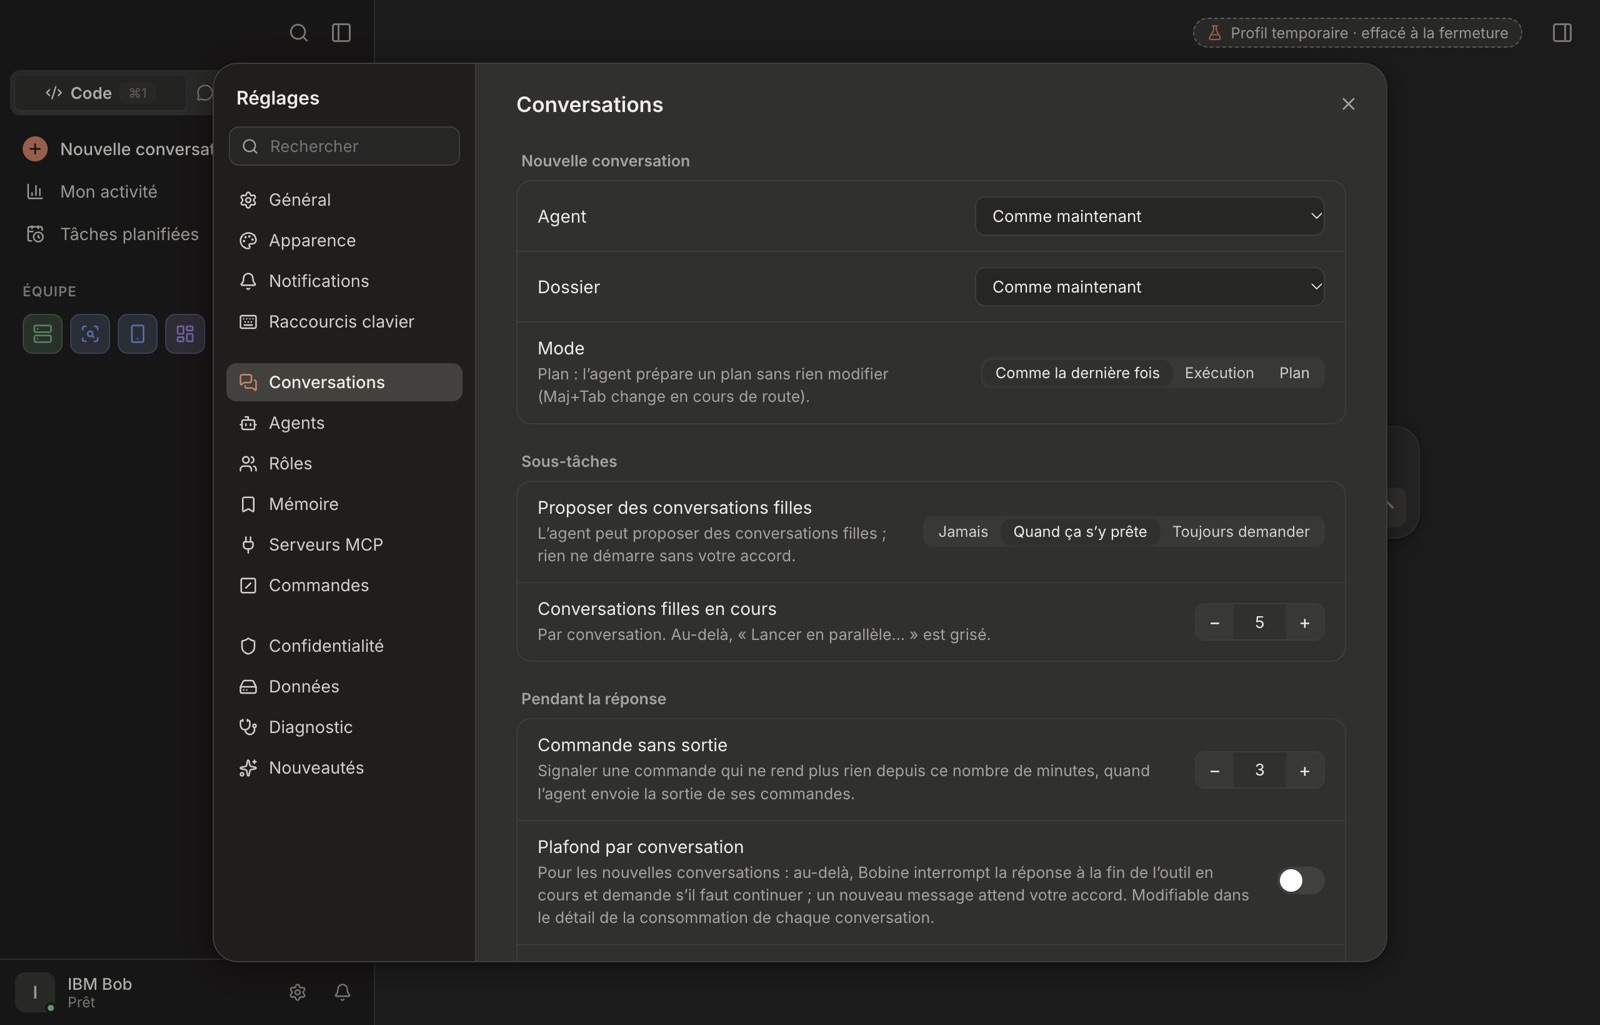 Profil temporaire · effacé à la fermeture
Code ⌘1
Nouvelle conversat
Mon activité
Tâches planifiées
ÉQUIPE
I
IBM Bob
Prêt
Réglages
Rechercher
Général
Apparence
Notifications
Raccourcis clavier
Conversations
Agents
Rôles
Mémoire
Serveurs MCP
Commandes
Confidentialité
Données
Diagnostic
Nouveautés
Conversations
Nouvelle conversation
Agent
Comme maintenant
Dossier
Comme maintenant
Mode
Plan : l’agent prépare un plan sans rien modifier
(Maj+Tab change en cours de route).
Comme la dernière fois Exécution Plan
Sous-tâches
Proposer des conversations filles
L’agent peut proposer des conversations filles ;
rien ne démarre sans votre accord.
Jamais Quand ça s’y prête Toujours demander
Conversations filles en cours
Par conversation. Au-delà, « Lancer en parallèle… » est grisé.
− 5 +
Pendant la réponse
Commande sans sortie
Signaler une commande qui ne rend plus rien depuis ce nombre de minutes, quand
l’agent envoie la sortie de ses commandes.
− 3 +
Plafond par conversation
Pour les nouvelles conversations : au-delà, Bobine interrompt la réponse à la fin de l’outil en
cours et demande s’il faut continuer ; un nouveau message attend votre accord. Modifiable dans
le détail de la consommation de chaque conversation.